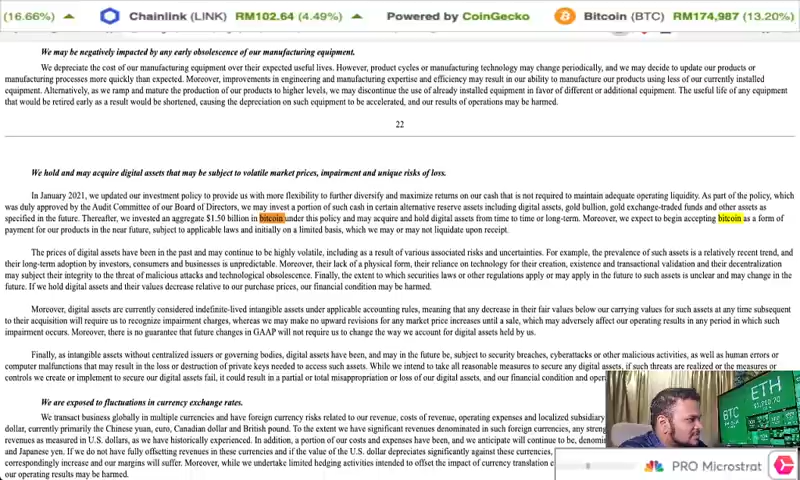 (16.66%) Chainlink (LINK) RM102.64 (4.49%) Powered by CoinGecko Bitcoin (BTC) RM174,987 (13.20%)
We may be negatively impacted by any early obsolescence of our manufacturing equipment.
We depreciate the cost of our manufacturing equipment over their expected useful lives. However, product cycles or manufacturing technology may change periodically, and we may decide to update our products or
manufacturing processes more quickly than expected. Moreover, improvements in engineering and manufacturing expertise and efficiency may result in our ability to manufacture our products using less of our currently installed
equipment. Alternatively, as we ramp and mature the production of our products to higher levels, we may discontinue the use of already installed equipment in favor of different or additional equipment. The useful life of any equipment
that would be retired early as a result would be shortened, causing the depreciation on such equipment to be accelerated, and our results of operations may be harmed.
22
We hold and may acquire digital assets that may be subject to volatile market prices, impairment and unique risks of loss.
In January 2021, we updated our investment policy to provide us with more flexibility to further diversify and maximize returns on our cash that is not required to maintain adequate operating liquidity. As part of the policy, which
was duly approved by the Audit Committee of our Board of Directors, we may invest a portion of such cash in certain alternative reserve assets including digital assets, gold bullion, gold exchange-traded funds and other assets as
specified in the future. Thereafter, we invested an aggregate $1.50 billion in bitcoin under this policy and may acquire and hold digital assets from time to time or long-term. Moreover, we expect to begin accepting bitcoin as a form of
payment for our products in the near future, subject to applicable laws and initially on a limited basis, which we may or may not liquidate upon receipt.
The prices of digital assets have been in the past and may continue to be highly volatile, including as a result of various associated risks and uncertainties. For example, the prevalence of such assets is a relatively recent trend, and
their long-term adoption by investors, consumers and businesses is unpredictable. Moreover, their lack of a physical form, their reliance on technology for their creation, existence and transactional validation and their decentralization
may subject their integrity to the threat of malicious attacks and technological obsolescence. Finally, the extent to which securities laws or other regulations apply or may apply in the future to such assets is unclear and may change in the
future. If we hold digital assets and their values decrease relative to our purchase prices, our financial condition may be harmed.
Moreover, digital assets are currently considered indefinite-lived intangible assets under applicable accounting rules, meaning that any decrease in their fair values below our carrying values for such assets at any time subsequent
to their acquisition will require us to recognize impairment charges, whereas we may make no upward revisions for any market price increases until a sale, which may adversely affect our operating results in any period in which such
impairment occurs. Moreover, there is no guarantee that future changes in GAAP will not require us to change the way we account for digital assets held by us.
Finally, as intangible assets without centralized issuers or governing bodies, digital assets have been, and may in the future be, subject to security breaches, cyberattacks or other malicious activities, as well as human errors or
computer malfunctions that may result in the loss or destruction of private keys needed to access such assets. While we intend to take all reasonable measures to secure any digital assets, if such threats are realized or the measures or
controls we create or implement to secure our digital assets fail, it could result in a partial or total misappropriation or loss of our digital assets, and our financial condition and
We are exposed to fluctuations in currency exchange rates.
We transact business globally in multiple currencies and have foreign currency risks related to our revenue, costs of revenue, operating expenses and localized subsidiary
dollar, currently primarily the Chinese yuan, euro, Canadian dollar and British pound. To the extent we have significant revenues denominated in such foreign currencies, any
revenues as measured in U.S. dollars, as we have historically experienced. In addition, a portion of our costs and expenses have been, and we anticipate will continue to be,
and Japanese yen. If we do not have fully offsetting revenues in these currencies and if the value of the U.S. dollar depreciates significantly against these currencies,
correspondingly increase and our margins will suffer. Moreover, while we undertake limited hedging activities intended to offset the impact of currency translation
our operating results may be harmed.
BTC ETH
PRO Microstrat